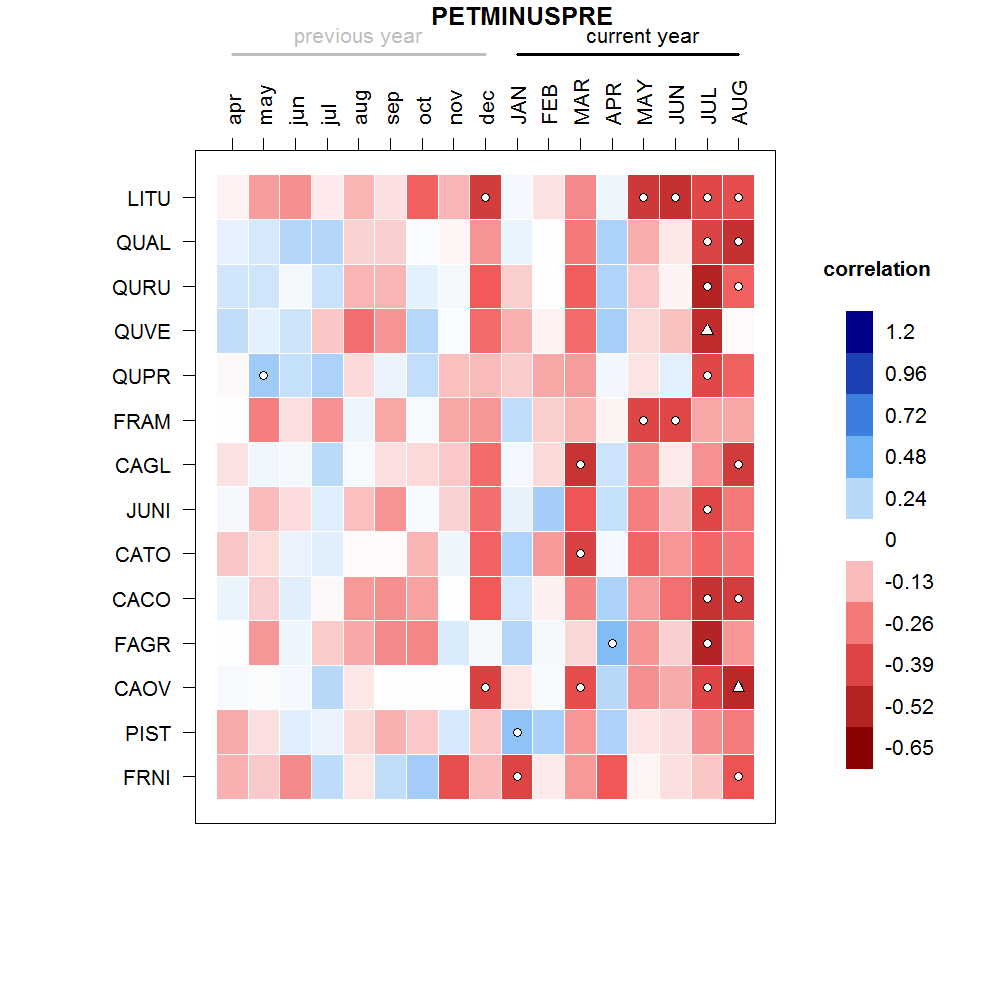 PETMINUSPRE
previous year current year
apr may jun jul aug sep oct nov dec JAN FEB MAR APR MAY JUN JUL AUG
LITU
QUAL
QURU
QUVE
QUPR
FRAM
CAGL
JUNI
CATO
CACO
FAGR
CAOV
PIST
FRNI
correlation
1.2
0.96
0.72
0.48
0.24
0
-0.13
-0.26
-0.39
-0.52
-0.65